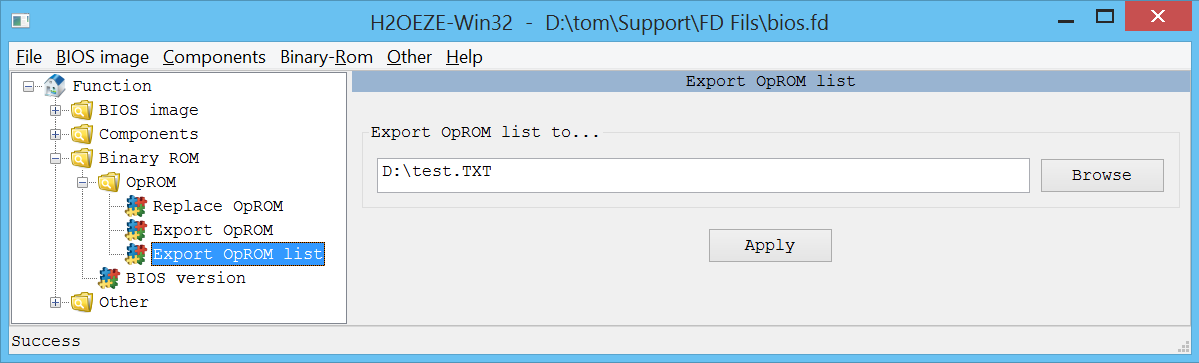 H2OEZE-Win32 - D:\tom\Support\FD Fils\bios.fd
File BIOS image Components Binary-Rom Other Help
Function
BIOS image
Components
Binary ROM
OpROM
Replace OpROM
Export OpROM
Export OpROM list
BIOS version
Other
Export OpROM list
Export OpROM list to...
D:\test.TXT
Browse
Apply
Success